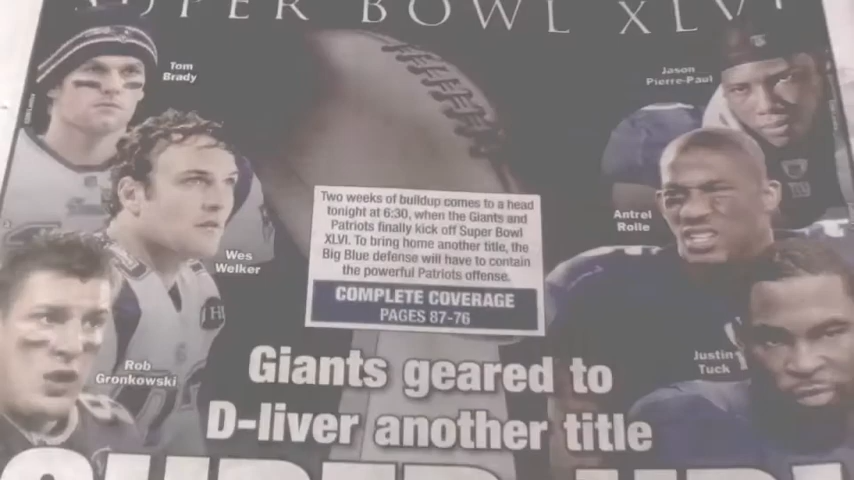 SUPER BOWL XLVI
Tom
Brady
Jason
Pierre-Paul
Two weeks of buildup comes to a head
tonight at 6:30, when the Giants and
Patriots finally kick off Super Bowl
XLVI. To bring home another title, the
Big Blue defense will have to contain
the powerful Patriots offense.
Antrel
Rolle
Wes
Welker
COMPLETE COVERAGE
PAGES 87-76
Rob
Gronkowski
Justin
Tuck
Giants geared to
D-liver another title